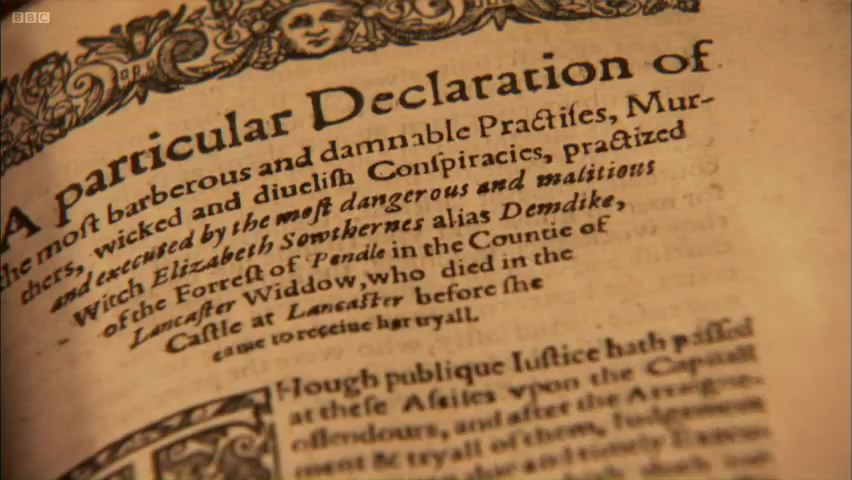 BBC
A particular Declaration of
the most barberous and damnable Practiſes, Mur-
thers, wicked and diueliſh Conſpiracies, practized
and executed by the moſt dangerous and malitious
Witch Elizabeth Sowthernes alias Demdike,
of the Forreſt of Pendle in the Countie of
Lancaſter Widdow, who died in the
Caſtle at Lancaſter before ſhe
came to receiue her tryall.
Hough publique Iuſtice hath paſſed
at theſe Aſsiſes vpon the Capitall
offendours, and after the Arraigne-
ment & tryall of them, Iudgement
and timely Execu-